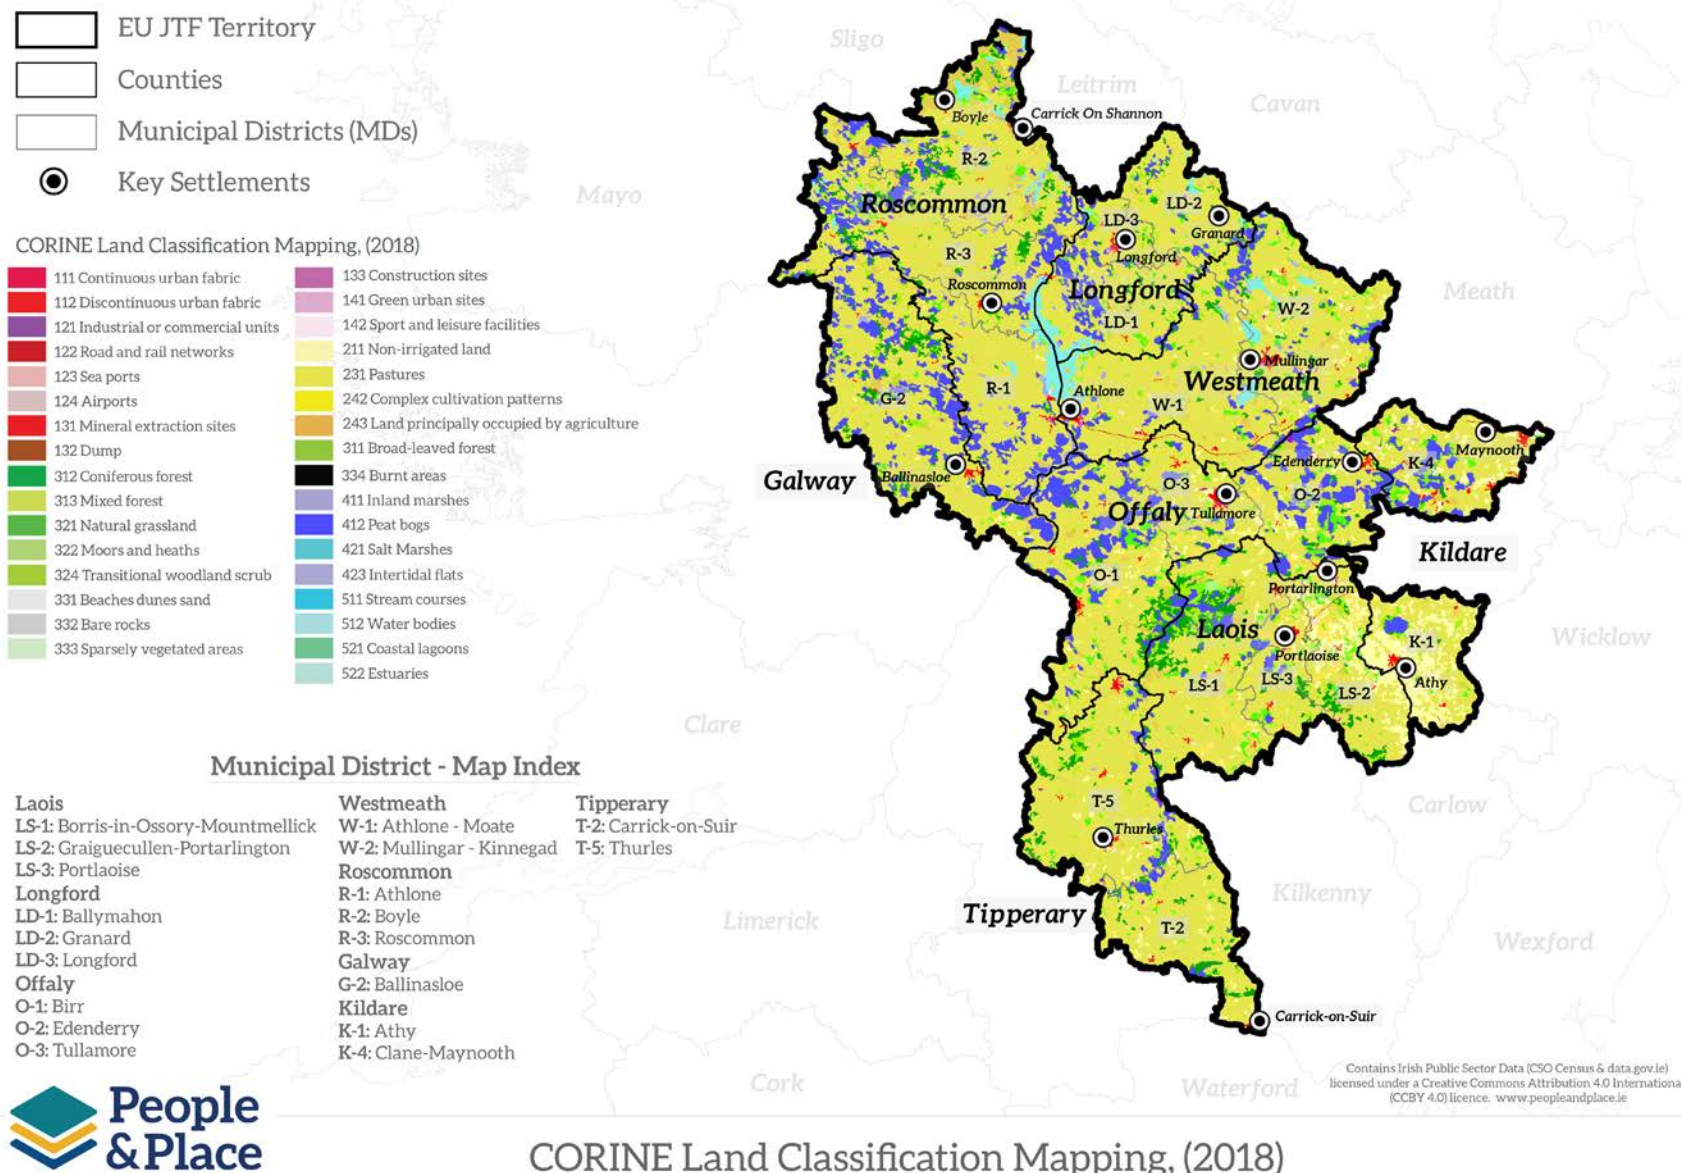 EU JTF Territory
Counties
Municipal Districts (MDs)
Key Settlements
CORINE Land Classification Mapping, (2018)
111 Continuous urban fabric
112 Discontinuous urban fabric
121 Industrial or commercial units
122 Road and rail networks
123 Sea ports
124 Airports
131 Mineral extraction sites
132 Dump
312 Coniferous forest
313 Mixed forest
321 Natural grassland
322 Moors and heaths
324 Transitional woodland scrub
331 Beaches dunes sand
332 Bare rocks
333 Sparsely vegetated areas
133 Construction sites
141 Green urban sites
142 Sport and leisure facilities
211 Non-irrigated land
231 Pastures
242 Complex cultivation patterns
243 Land principally occupied by agriculture
311 Broad-leaved forest
334 Burnt areas
411 Inland marshes
412 Peat bogs
421 Salt Marshes
423 Intertidal flats
511 Stream courses
512 Water bodies
521 Coastal lagoons
522 Estuaries
Sligo
Leitrim
Cavan
Mayo
Meath
Wicklow
Clare
Carlow
Kilkenny
Limerick
Wexford
Cork
Waterford
Boyle
Carrick On Shannon
R-2
Roscommon
LD-2
LD-3
Granard
Longford
R-3
Roscommon
Longford
LD-1
W-2
Mullingar
Westmeath
R-1
Athlone
G-2
W-1
Maynooth
Edenderry
K-4
Galway
Ballinasloe
O-3
O-2
Offaly
Tullamore
Kildare
O-1
Portarlington
Laois
K-1
Portlaoise
Athy
LS-1
LS-3
LS-2
T-5
Thurles
Tipperary
T-2
Carrick-on-Suir
Municipal District - Map Index
Laois
LS-1: Borris-in-Ossory-Mountmellick
LS-2: Graiguecullen-Portarlington
LS-3: Portlaoise
Longford
LD-1: Ballymahon
LD-2: Granard
LD-3: Longford
Offaly
O-1: Birr
O-2: Edenderry
O-3: Tullamore
Westmeath
W-1: Athlone - Moate
W-2: Mullingar - Kinnegad
Roscommon
R-1: Athlone
R-2: Boyle
R-3: Roscommon
Galway
G-2: Ballinasloe
Kildare
K-1: Athy
K-4: Clane-Maynooth
Tipperary
T-2: Carrick-on-Suir
T-5: Thurles
Contains Irish Public Sector Data (CSO Census & data.gov.ie)
licensed under a Creative Commons Attribution 4.0 Internationa
(CCBY 4.0) licence. www.peopleandplace.ie
People
& Place
CORINE Land Classification Mapping, (2018)